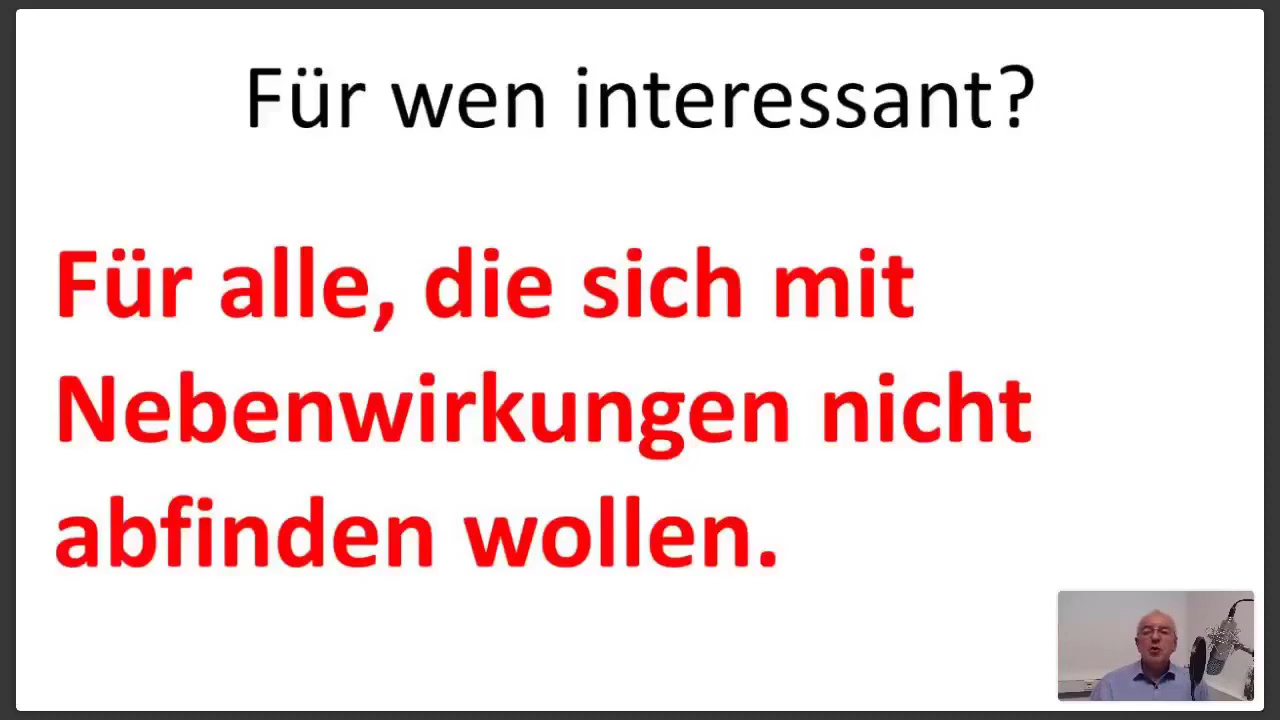 Für wen interessant?
Für alle, die sich mit
Nebenwirkungen nicht
abfinden wollen.